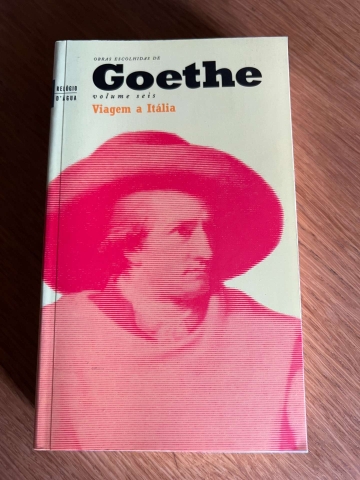 OBRAS ESCOLHIDAS DE
Goethe
volume seis
Viagem a Itália
RELÓGIO
D'ÁGUA